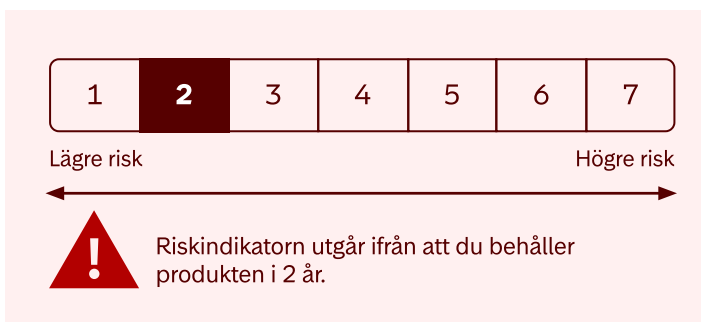 1 2 3 4 5 6 7
Lägre risk Högre risk
!
Riskindikatorn utgår ifrån att du behåller
produkten i 2 år.